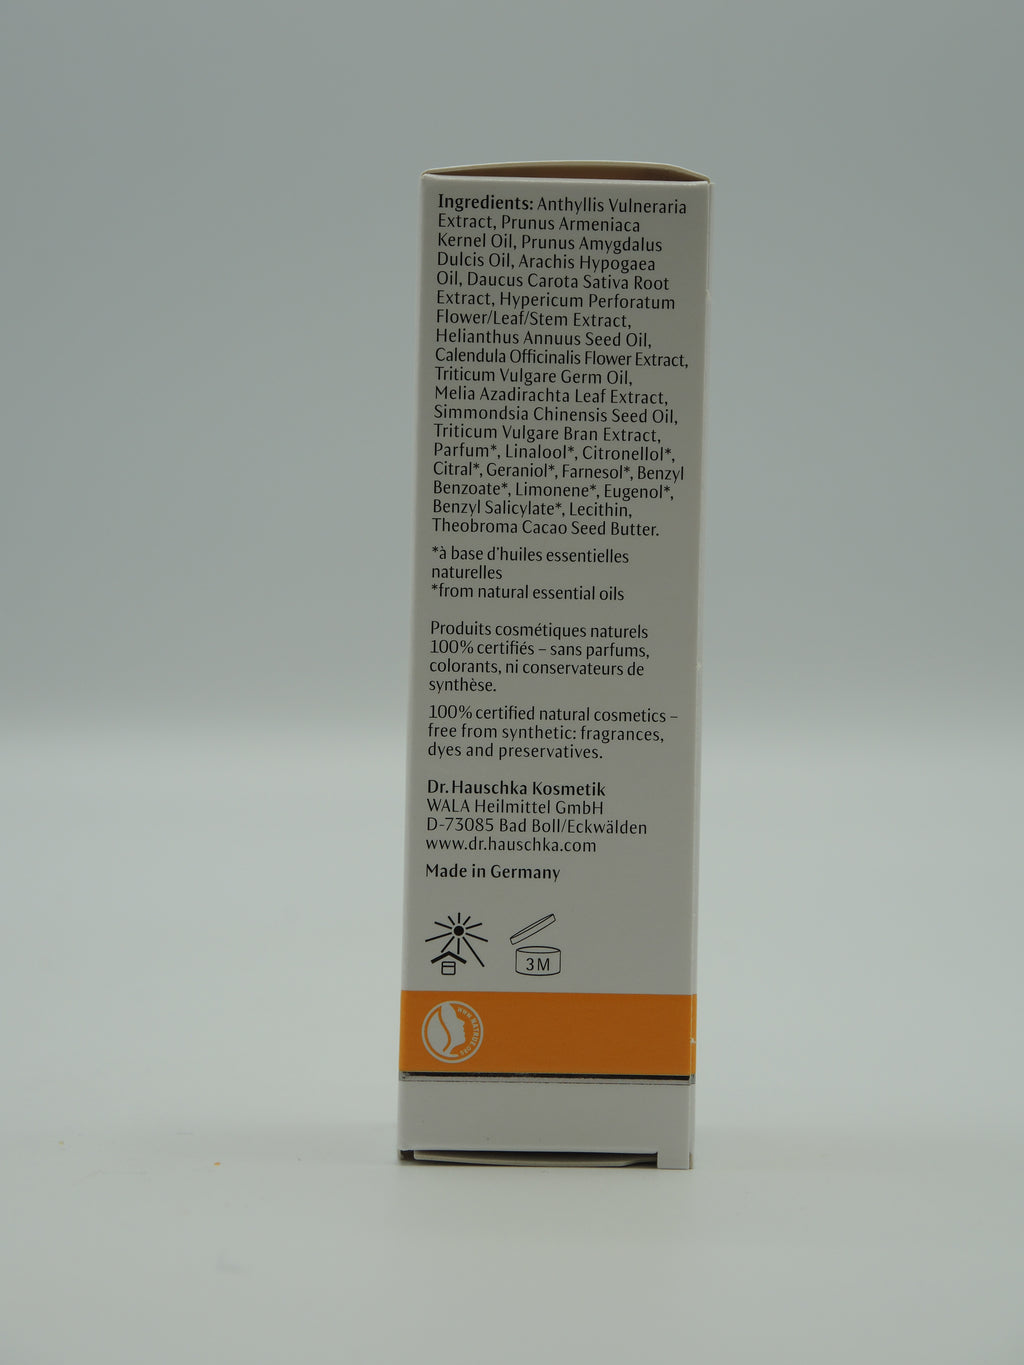 Ingredients: Anthyllis Vulneraria
Extract, Prunus Armeniaca
Kernel Oil, Prunus Amygdalus
Dulcis Oil, Arachis Hypogaea
Oil, Daucus Carota Sativa Root
Extract, Hypericum Perforatum
Flower/Leaf/Stem Extract,
Helianthus Annuus Seed Oil,
Calendula Officinalis Flower Extract,
Triticum Vulgare Germ Oil,
Melia Azadirachta Leaf Extract,
Simmondsia Chinensis Seed Oil,
Triticum Vulgare Bran Extract,
Parfum*, Linalool*, Citronellol*,
Citral*, Geraniol*, Farnesol*, Benzyl
Benzoate*, Limonene*, Eugenol*,
Benzyl Salicylate*, Lecithin,
Theobroma Cacao Seed Butter.
*à base d'huiles essentielles
naturelles
*from natural essential oils
Produits cosmétiques naturels
100% certifiés – sans parfums,
colorants, ni conservateurs de
synthèse.
100% certified natural cosmetics –
free from synthetic: fragrances,
dyes and preservatives.
Dr. Hauschka Kosmetik
WALA Heilmittel GmbH
D-73085 Bad Boll/Eckwälden
www.dr.hauschka.com
Made in Germany
3M
WWW.NATRUE.ORG